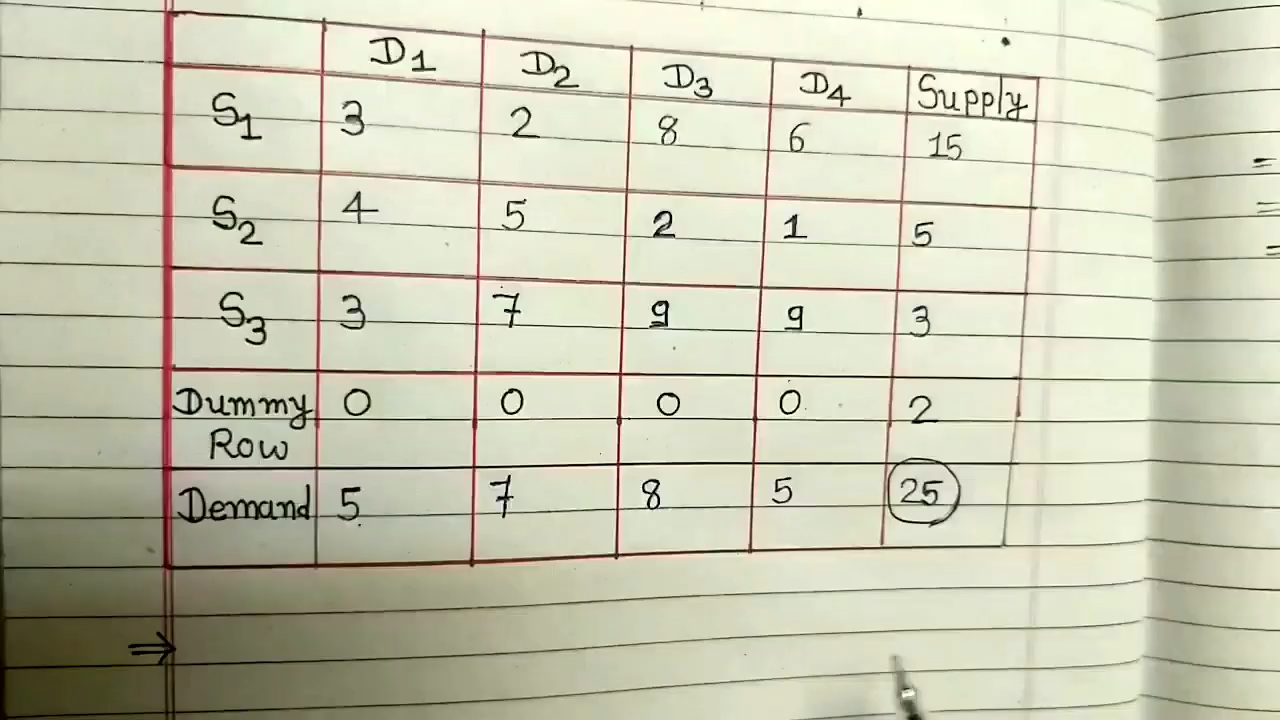 D1 D2 D3 D4 Supply
S1 3 2 8 6 15
S2 4 5 2 1 5
S3 3 7 9 9 3
Dummy Row 0 0 0 0 2
Demand 5 7 8 5 25
⇒
=
=
=